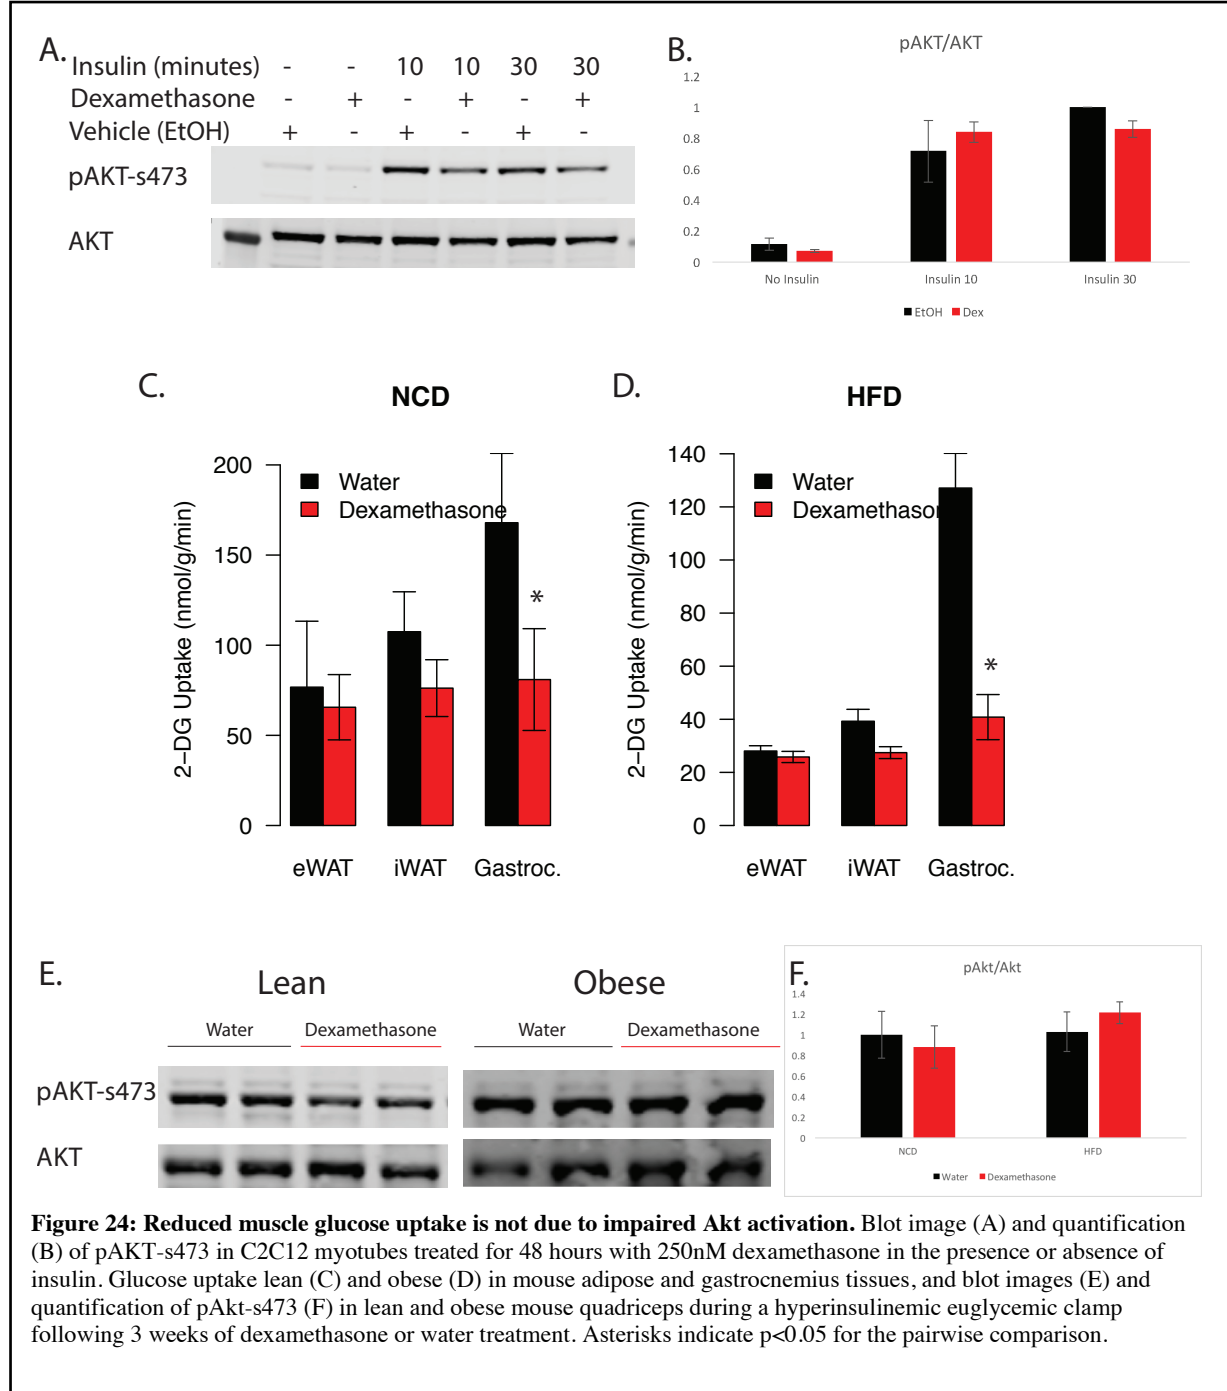 A.
Insulin (minutes) - - 10 10 30 30
Dexamethasone - + - + - +
Vehicle (EtOH) + - + - + -
pAKT-s473
AKT
B.
pAKT/AKT
1.2
1
0.8
0.6
0.4
0.2
0
No Insulin Insulin 10 Insulin 30
EtOH Dex
C.
NCD
2−DG Uptake (nmol/g/min)
200
150
100
50
0
Water
Dexamethasone
*
eWAT iWAT Gastroc.
D.
HFD
2−DG Uptake (nmol/g/min)
140
120
100
80
60
40
20
0
Water
Dexamethason
*
eWAT iWAT Gastroc.
E.
Lean Obese
Water Dexamethasone Water Dexamethasone
pAKT-s473
AKT
F.
pAkt/Akt
1.4
1.2
1
0.8
0.6
0.4
0.2
0
NCD HFD
Water Dexamethasone
Figure 24: Reduced muscle glucose uptake is not due to impaired Akt activation. Blot image (A) and quantification
(B) of pAKT-s473 in C2C12 myotubes treated for 48 hours with 250nM dexamethasone in the presence or absence of
insulin. Glucose uptake lean (C) and obese (D) in mouse adipose and gastrocnemius tissues, and blot images (E) and
quantification of pAkt-s473 (F) in lean and obese mouse quadriceps during a hyperinsulinemic euglycemic clamp
following 3 weeks of dexamethasone or water treatment. Asterisks indicate p<0.05 for the pairwise comparison.